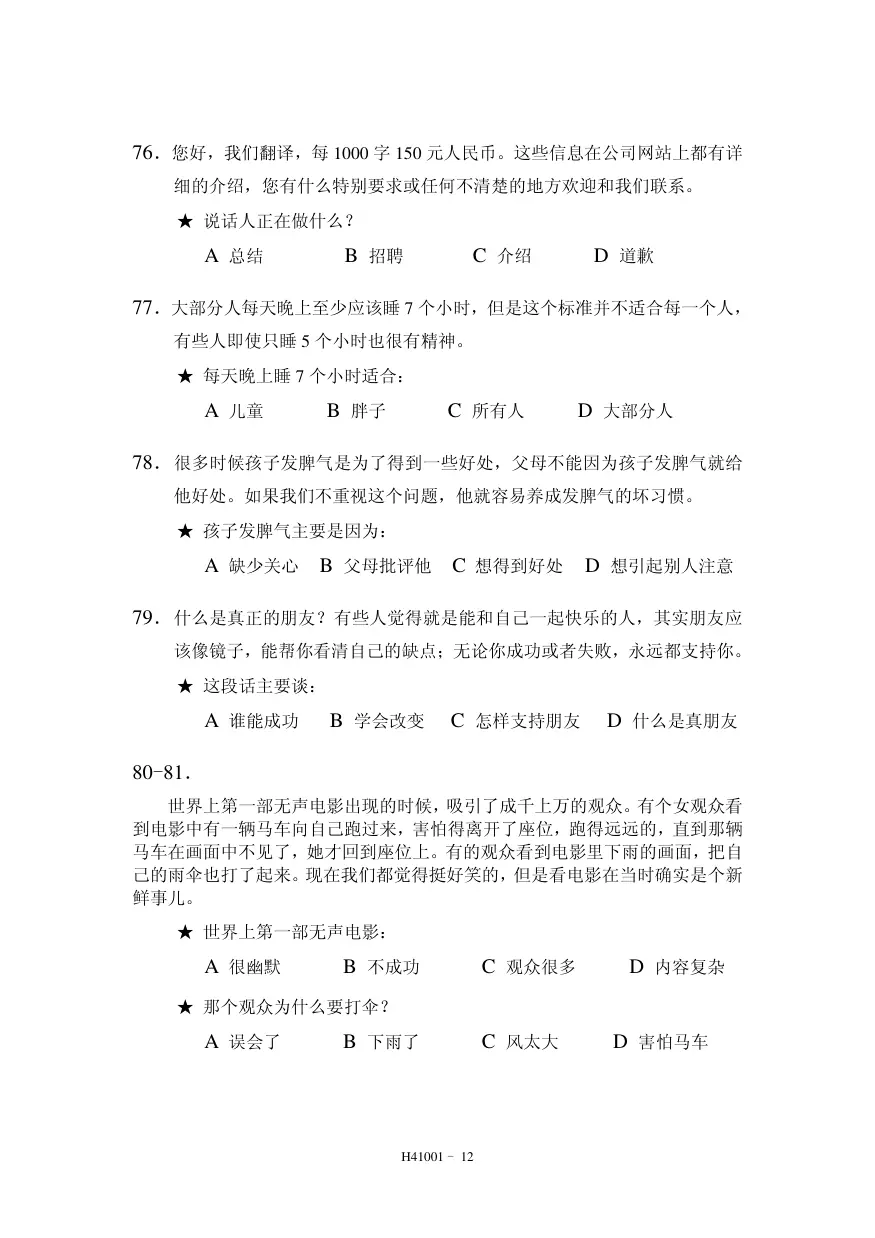 76．您好，我们翻译，每 1000 字 150 元人民币。这些信息在公司网站上都有详
细的介绍，您有什么特别要求或任何不清楚的地方欢迎和我们联系。
★ 说话人正在做什么？
A 总结 B 招聘 C 介绍 D 道歉
77．大部分人每天晚上至少应该睡 7 个小时，但是这个标准并不适合每一个人，
有些人即使只睡 5 个小时也很有精神。
★ 每天晚上睡 7 个小时适合：
A 儿童 B 胖子 C 所有人 D 大部分人
78．很多时候孩子发脾气是为了得到一些好处，父母不能因为孩子发脾气就给
他好处。如果我们不重视这个问题，他就容易养成发脾气的坏习惯。
★ 孩子发脾气主要是因为：
A 缺少关心 B 父母批评他 C 想得到好处 D 想引起别人注意
79．什么是真正的朋友？有些人觉得就是能和自己一起快乐的人，其实朋友应
该像镜子，能帮你看清自己的缺点；无论你成功或者失败，永远都支持你。
★ 这段话主要谈：
A 谁能成功 B 学会改变 C 怎样支持朋友 D 什么是真朋友
80-81．
世界上第一部无声电影出现的时候，吸引了成千上万的观众。有个女观众看
到电影中有一辆马车向自己跑过来，害怕得离开了座位，跑得远远的，直到那辆
马车在画面中不见了，她才回到座位上。有的观众看到电影里下雨的画面，把自
己的雨伞也打了起来。现在我们都觉得挺好笑的，但是看电影在当时确实是个新
鲜事儿。
★ 世界上第一部无声电影：
A 很幽默 B 不成功 C 观众很多 D 内容复杂
★ 那个观众为什么要打伞？
A 误会了 B 下雨了 C 风太大 D 害怕马车
H41001－ 12